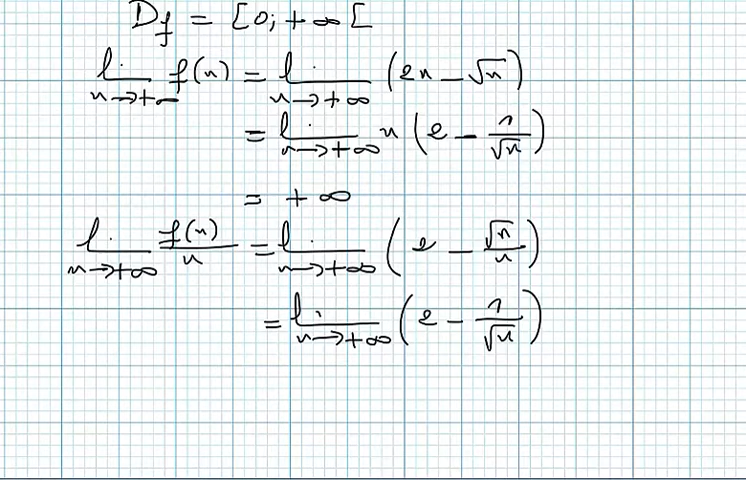 D_f = [0; +∞[
lim_{x→+∞} f(x) = lim_{x→+∞} (2x - √x)
= lim_{x→+∞} x (2 - 1/√x)
= +∞
lim_{x→+∞} f(x)/x = lim_{x→+∞} (2 - √x/x)
= lim_{x→+∞} (2 - 1/√x)